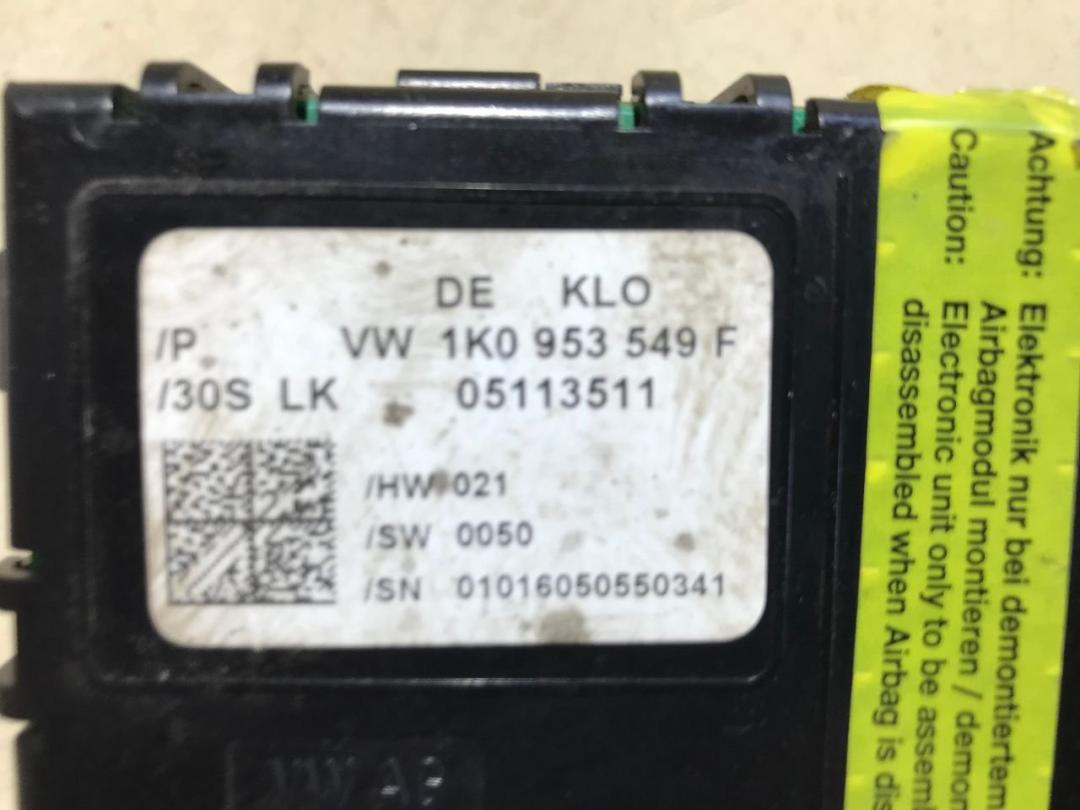 DE KLO
/P VW 1K0 953 549 F
/30S LK 05113511
/HW 021
/SW 0050
/SN 01016050550341
Achtung: Elektronik nur bei demontiertem
Airbagmodul montieren / demon
Caution: Electronic unit only to be assem
disassembled when Airbag is dis